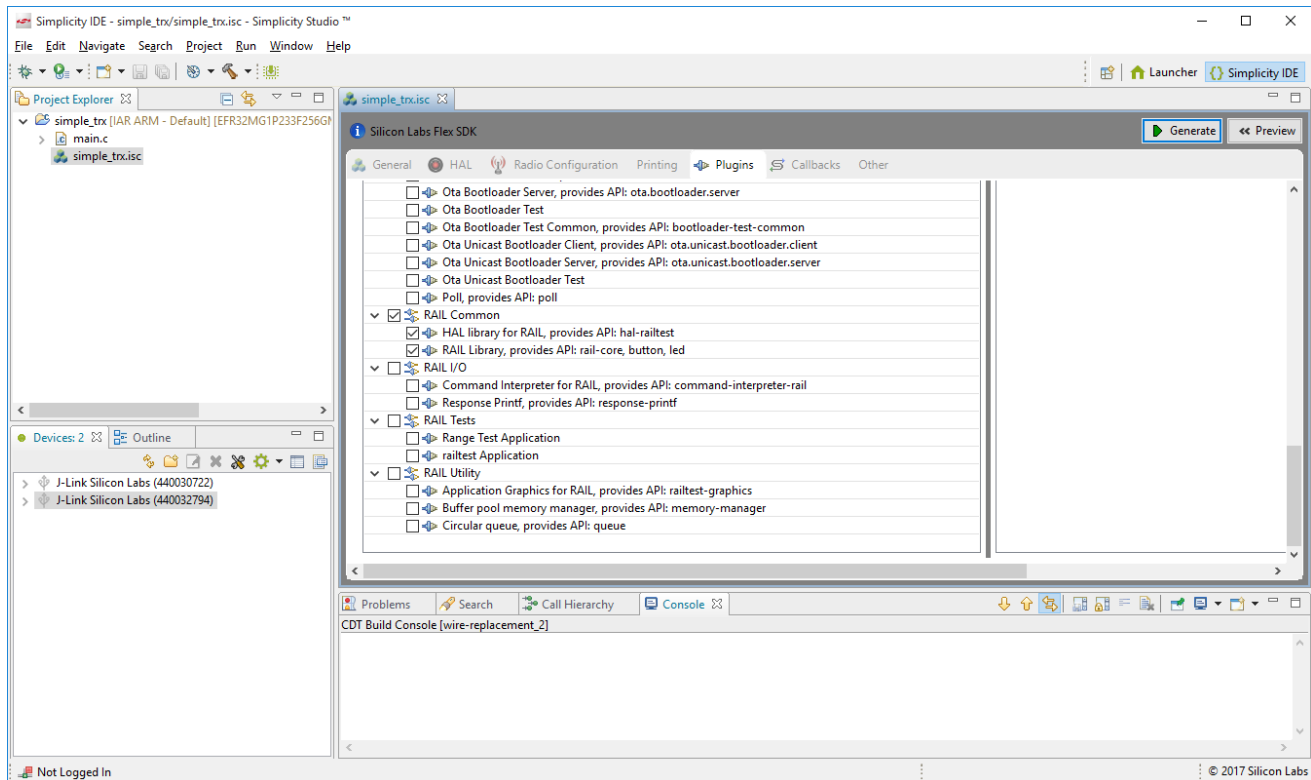 Simplicity IDE - simple_trx/simple_trx.isc - Simplicity Studio ™
File Edit Navigate Search Project Run Window Help
Launcher {} Simplicity IDE
Project Explorer
simple_trx [IAR ARM - Default] [EFR32MG1P233F256GM
main.c
simple_trx.isc
Devices: 2 Outline
J-Link Silicon Labs (440030722)
J-Link Silicon Labs (440032794)
simple_trx.isc
Silicon Labs Flex SDK
Generate << Preview
General HAL Radio Configuration Printing Plugins Callbacks Other
Ota Bootloader Server, provides API: ota.bootloader.server
Ota Bootloader Test
Ota Bootloader Test Common, provides API: bootloader-test-common
Ota Unicast Bootloader Client, provides API: ota.unicast.bootloader.client
Ota Unicast Bootloader Server, provides API: ota.unicast.bootloader.server
Ota Unicast Bootloader Test
Poll, provides API: poll
RAIL Common
HAL library for RAIL, provides API: hal-railtest
RAIL Library, provides API: rail-core, button, led
RAIL I/O
Command Interpreter for RAIL, provides API: command-interpreter-rail
Response Printf, provides API: response-printf
RAIL Tests
Range Test Application
railtest Application
RAIL Utility
Application Graphics for RAIL, provides API: railtest-graphics
Buffer pool memory manager, provides API: memory-manager
Circular queue, provides API: queue
Problems Search Call Hierarchy Console
CDT Build Console [wire-replacement_2]
Not Logged In
© 2017 Silicon Labs